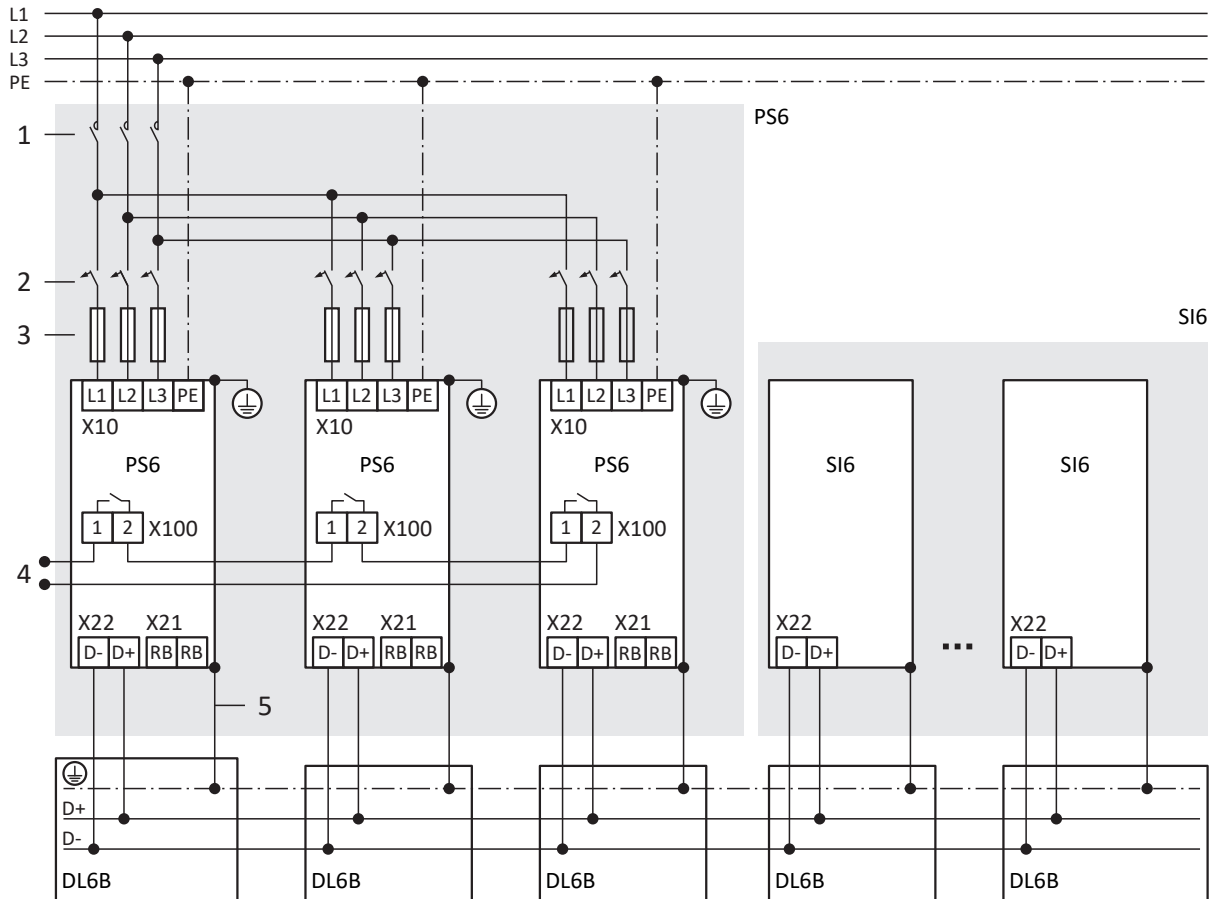 L1
L2
L3
PE
PS6
1
2
3
SI6
L1 L2 L3 PE
L1 L2 L3 PE
L1 L2 L3 PE
X10
X10
X10
PS6
PS6
PS6
SI6
SI6
1 2 X100
1 2 X100
1 2 X100
4
X22 X21
X22 X21
X22 X21
X22
X22
D- D+ RB RB
D- D+ RB RB
D- D+ RB RB
D- D+
...
D- D+
5
D+
D-
DL6B
DL6B
DL6B
DL6B
DL6B